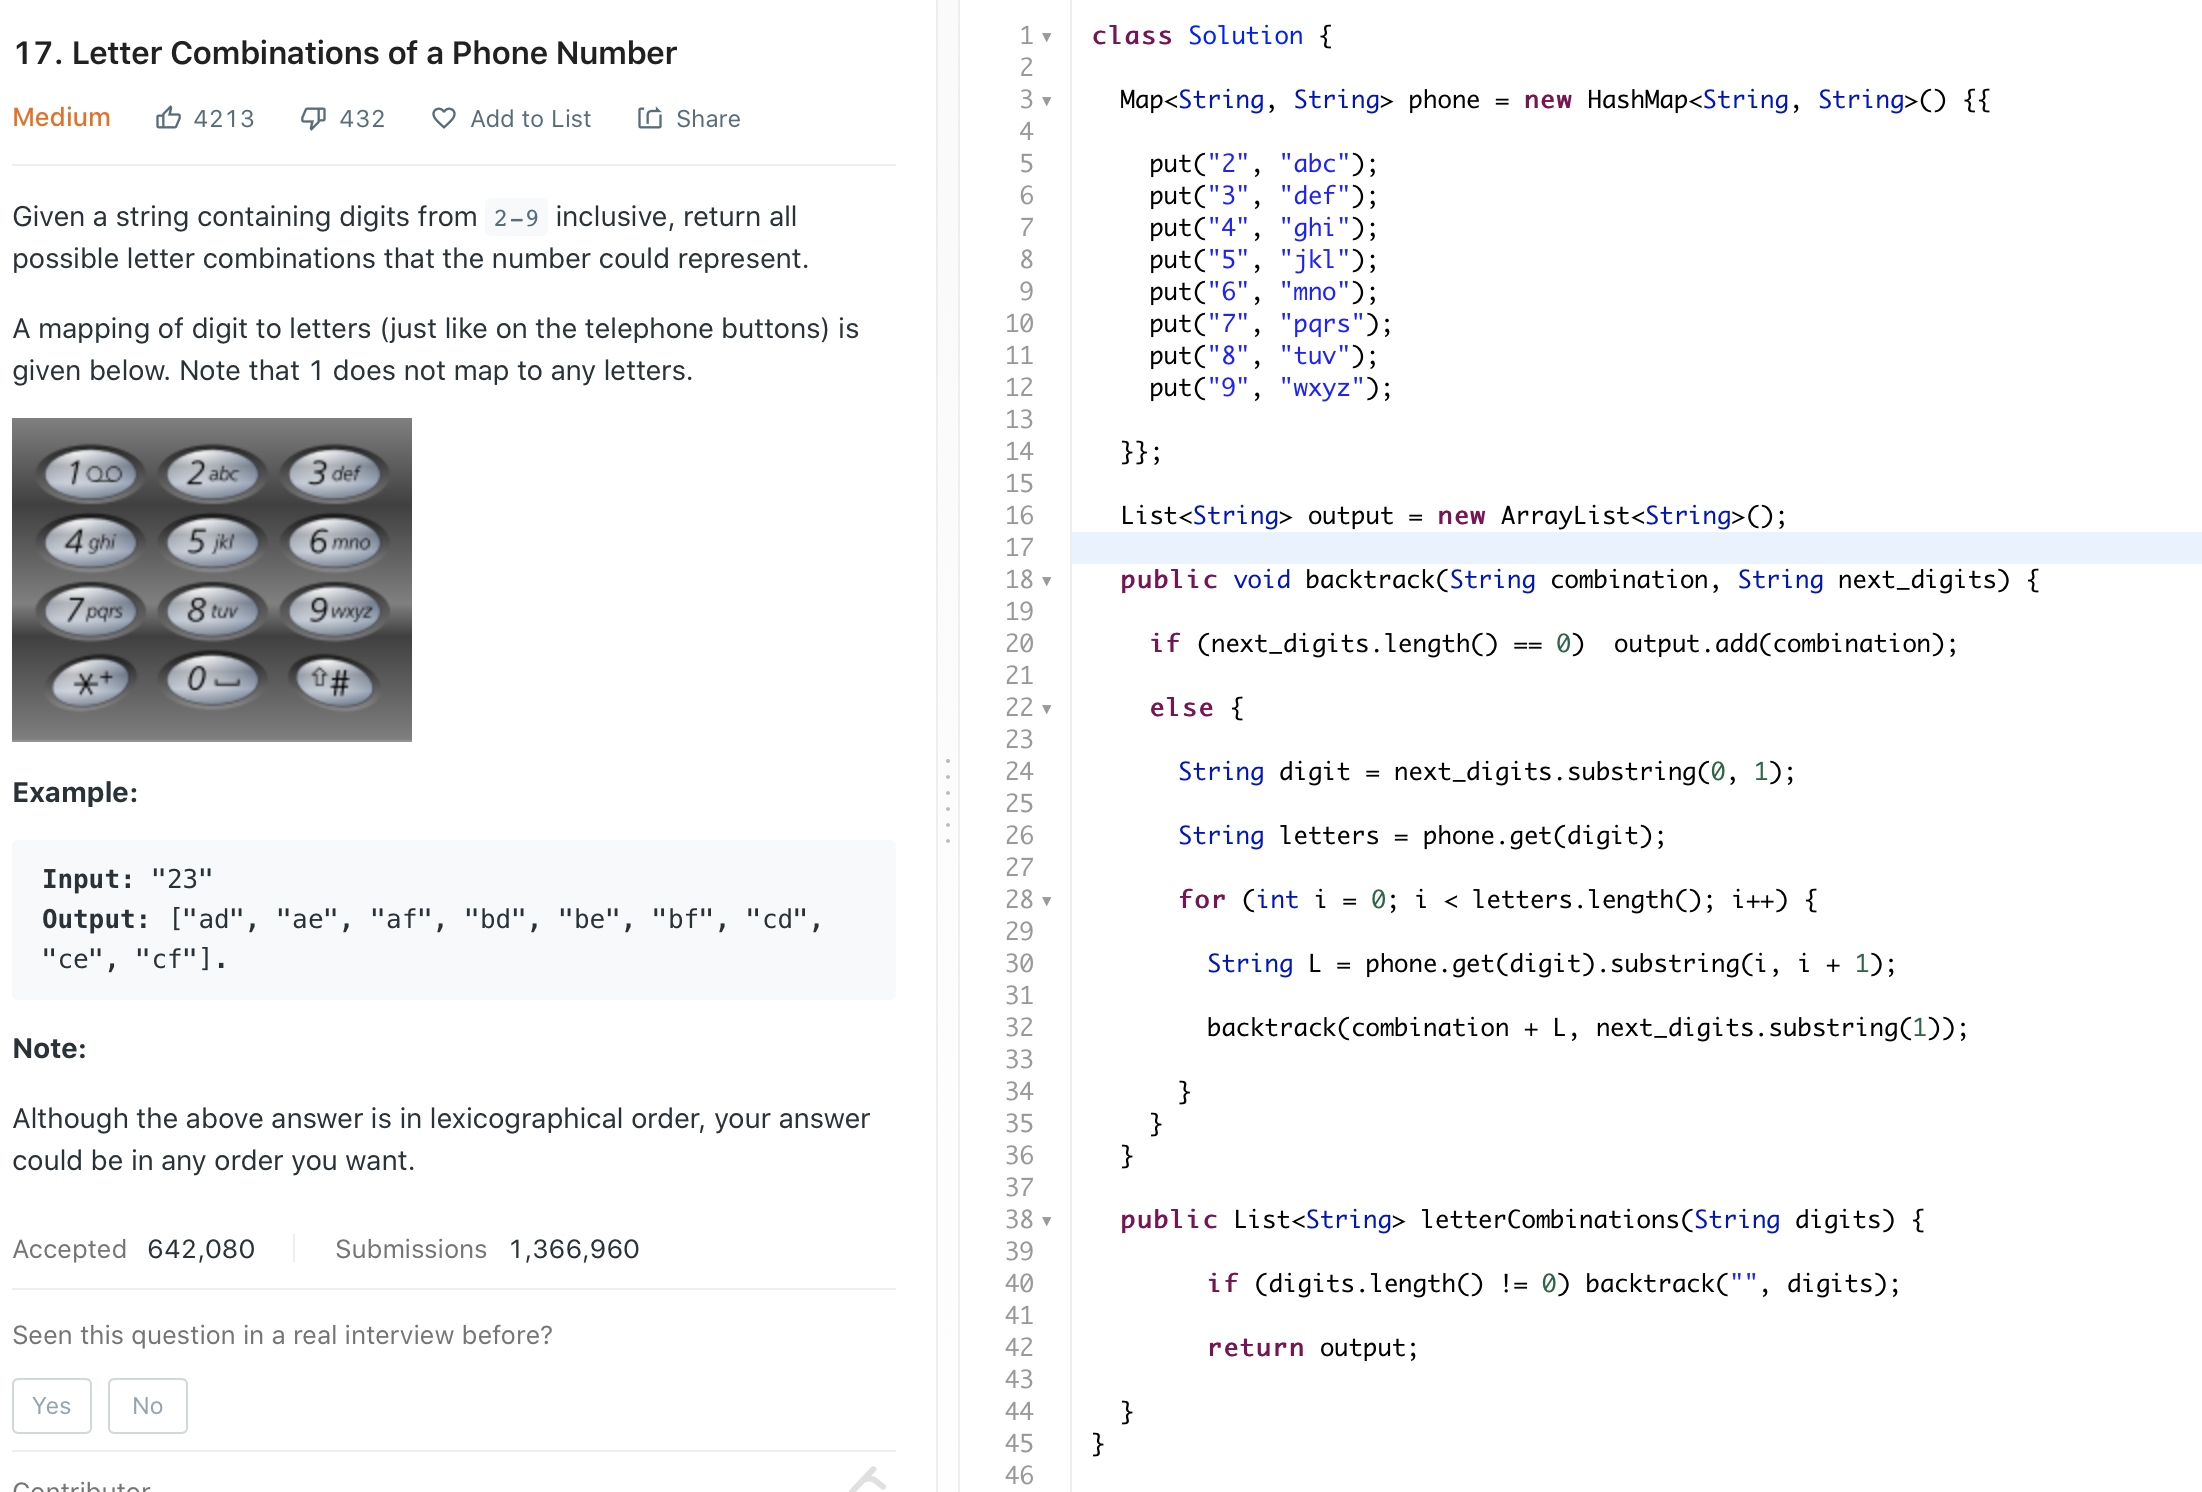 17. Letter Combinations of a Phone Number
Medium 4213 432 Add to List Share
Given a string containing digits from 2-9 inclusive, return all
possible letter combinations that the number could represent.
A mapping of digit to letters (just like on the telephone buttons) is
given below. Note that 1 does not map to any letters.
1 2 abc 3 def
4 ghi 5 jkl 6 mno
7 pqrs 8 tuv 9 wxyz
*+ 0 #
Example:
Input: "23"
Output: ["ad", "ae", "af", "bd", "be", "bf", "cd",
"ce", "cf"].
Note:
Although the above answer is in lexicographical order, your answer
could be in any order you want.
Accepted 642,080 Submissions 1,366,960
Seen this question in a real interview before?
Yes No
Contributor
1 class Solution {
2
3 Map<String, String> phone = new HashMap<String, String>() {{
4
5 put("2", "abc");
6 put("3", "def");
7 put("4", "ghi");
8 put("5", "jkl");
9 put("6", "mno");
10 put("7", "pqrs");
11 put("8", "tuv");
12 put("9", "wxyz");
13
14 }};
15
16 List<String> output = new ArrayList<String>();
17
18 public void backtrack(String combination, String next_digits) {
19
20 if (next_digits.length() == 0) output.add(combination);
21
22 else {
23
24 String digit = next_digits.substring(0, 1);
25
26 String letters = phone.get(digit);
27
28 for (int i = 0; i < letters.length(); i++) {
29
30 String L = phone.get(digit).substring(i, i + 1);
31
32 backtrack(combination + L, next_digits.substring(1));
33
34 }
35 }
36 }
37
38 public List<String> letterCombinations(String digits) {
39
40 if (digits.length() != 0) backtrack("", digits);
41
42 return output;
43
44 }
45 }
46